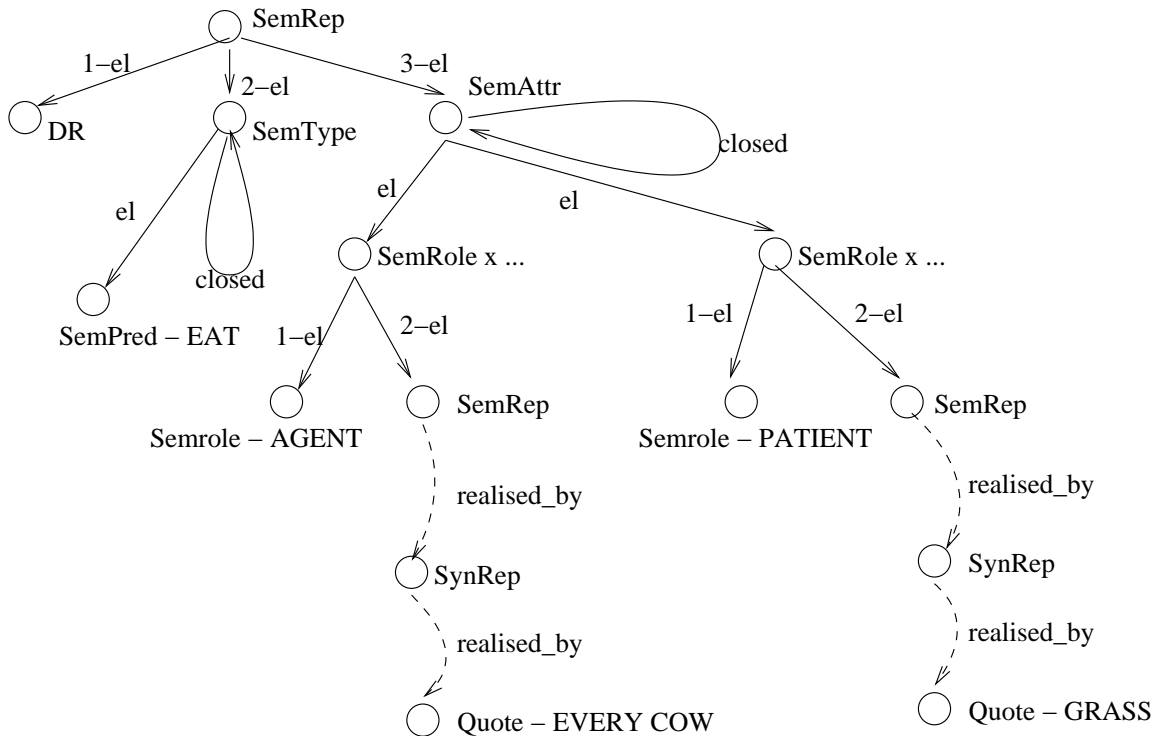 SemRep
1−el
3−el
2−el
SemAttr
DR
SemType
closed
el
el
SemRole x ...
SemRole x ...
closed
1−el
2−el
1−el
2−el
SemPred − EAT
SemRep
SemRep
Semrole − AGENT
Semrole − PATIENT
realised_by
realised_by
SynRep
SynRep
realised_by
realised_by
Quote − EVERY COW
Quote − GRASS